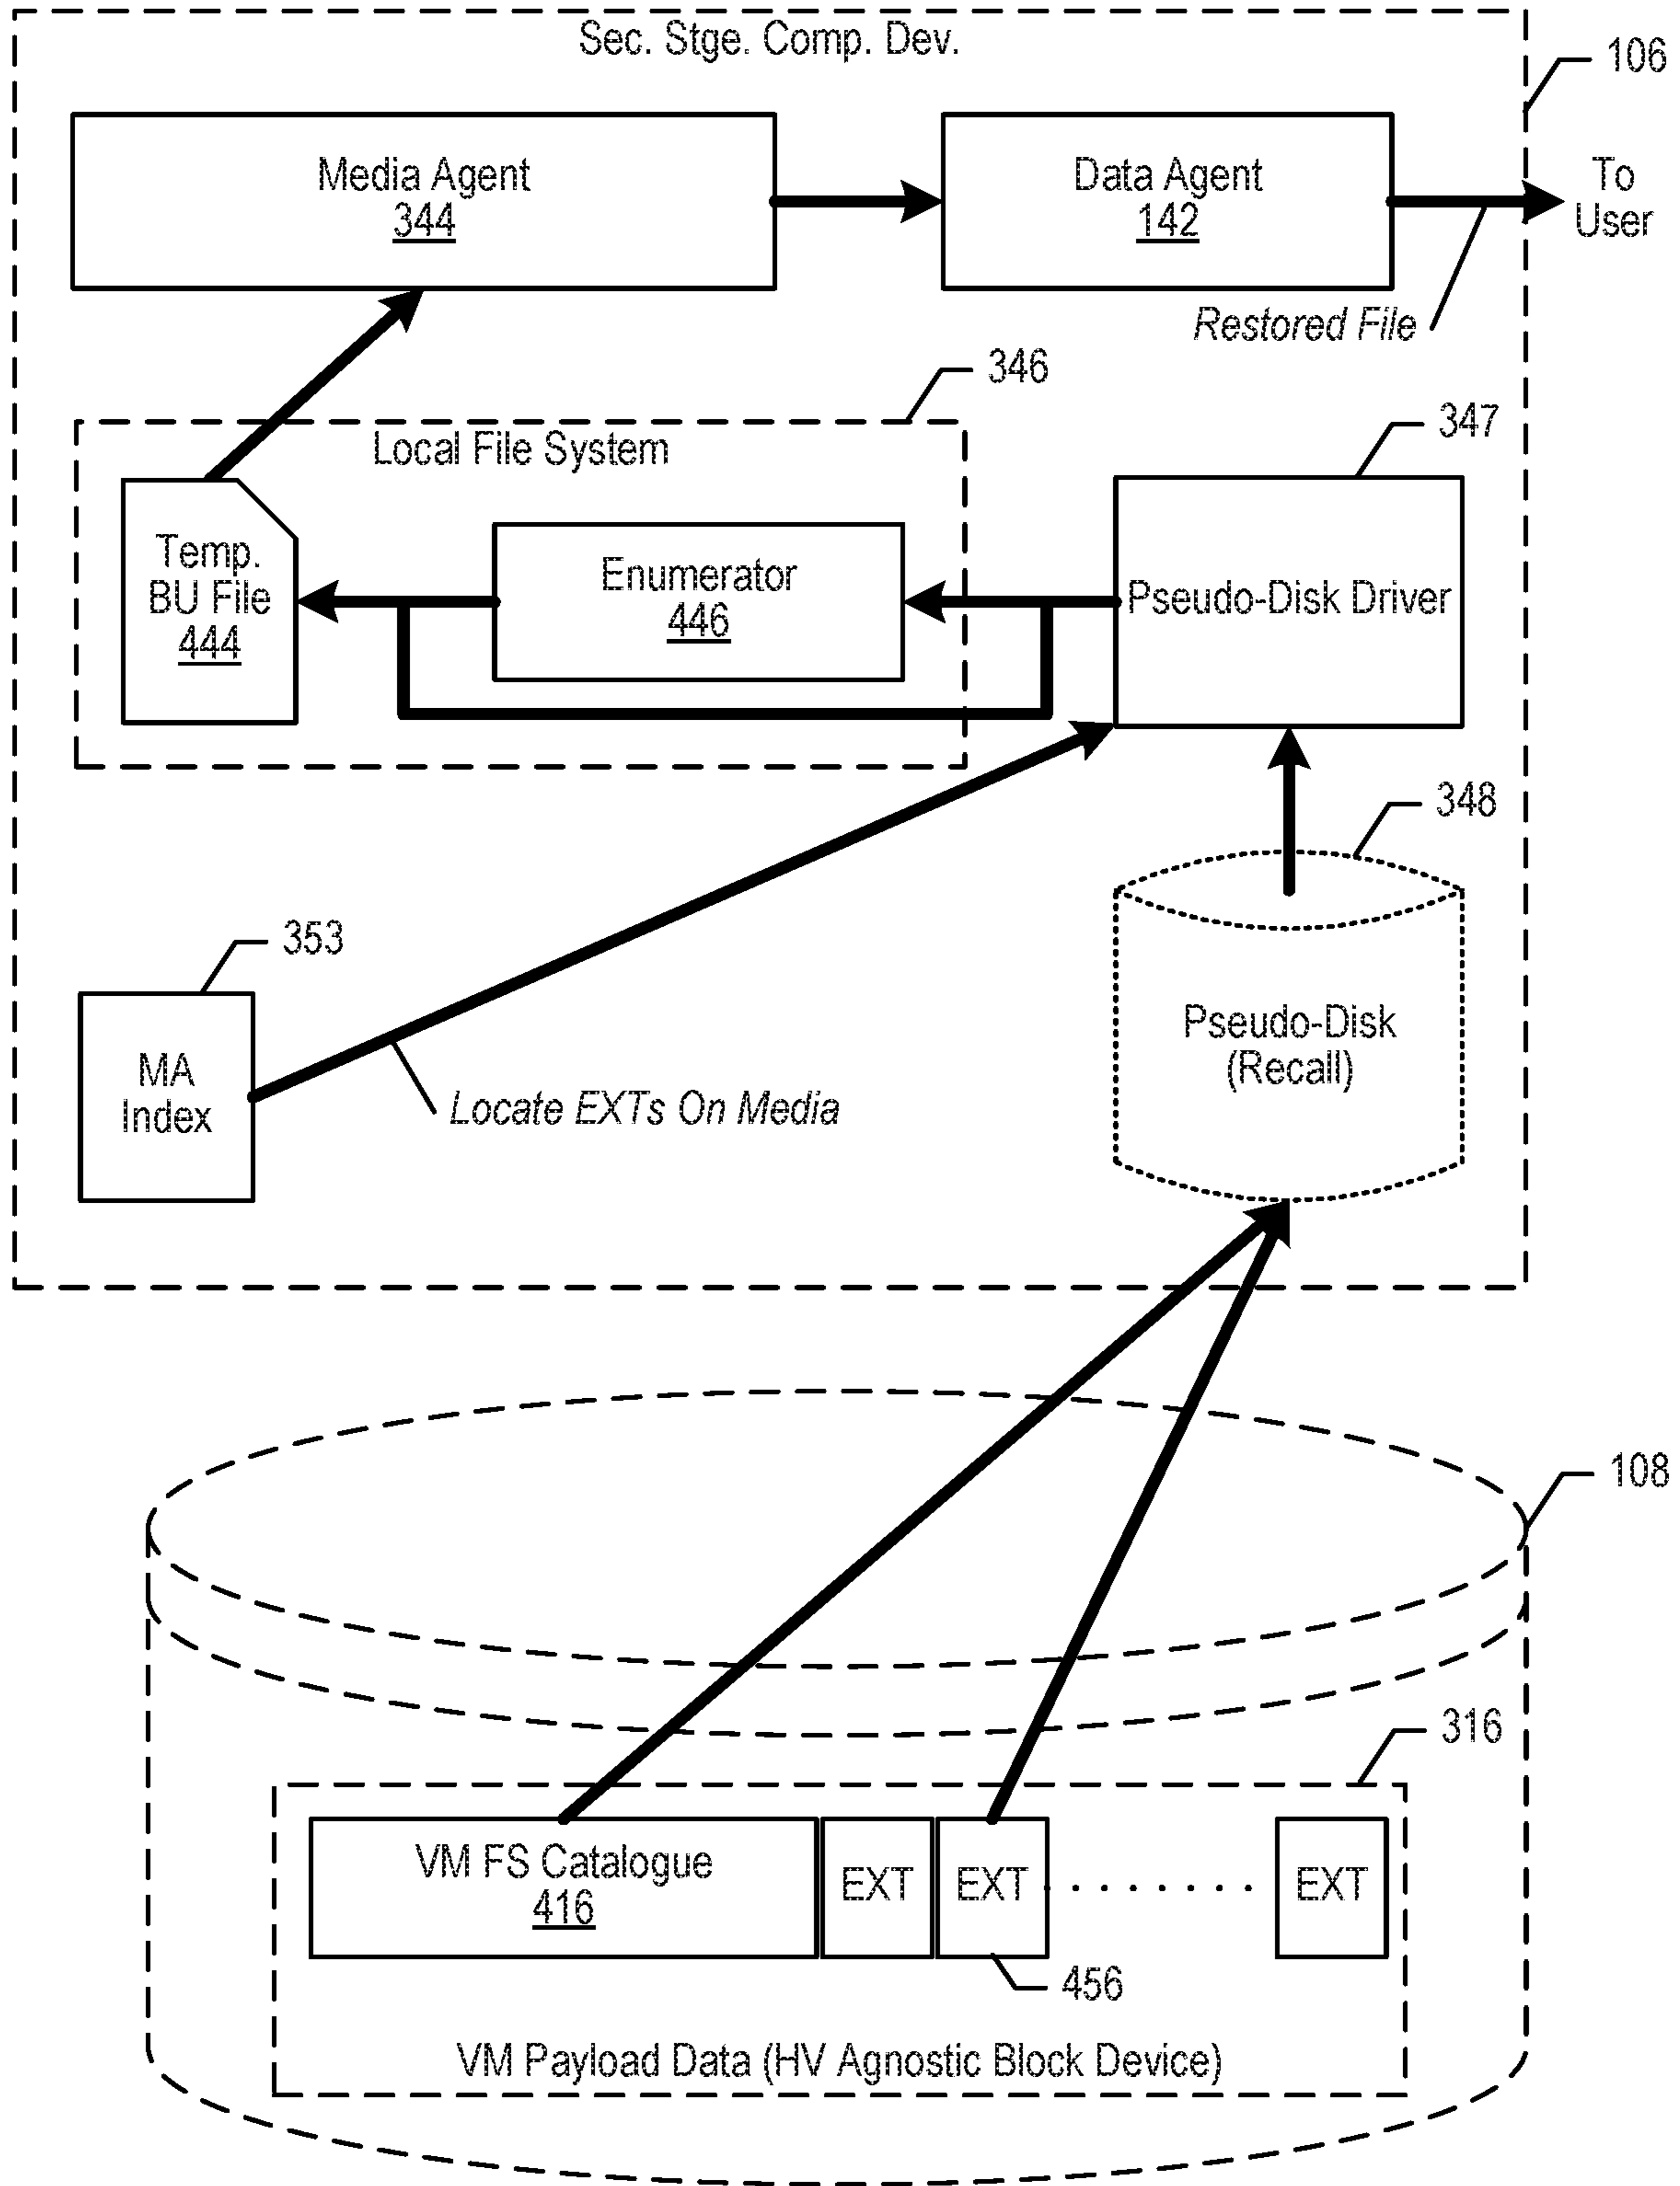 Sec. Stge. Comp. Dev.
106
Media Agent
344
Data Agent
142
To
User
Restored File
346
Local File System
347
Temp.
BU File
444
Enumerator
446
Pseudo-Disk Driver
348
353
MA
Index
Locate EXTs On Media
Pseudo-Disk
(Recall)
108
316
VM FS Catalogue
416
EXT
EXT
EXT
456
VM Payload Data (HV Agnostic Block Device)